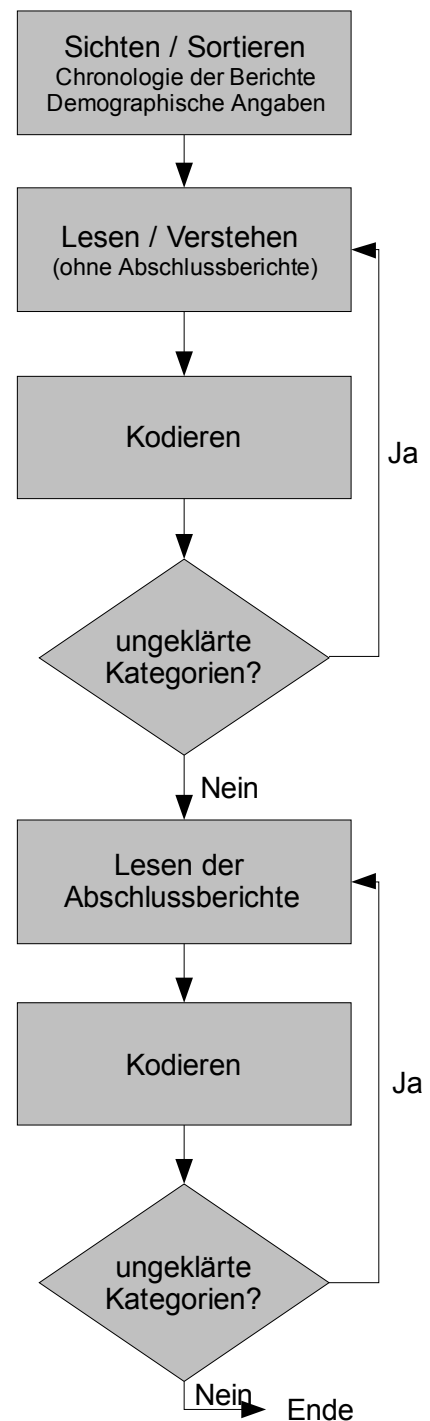 Sichten / Sortieren
Chronologie der Berichte
Demographische Angaben
Lesen / Verstehen
(ohne Abschlussberichte)
Kodieren
Ja
ungeklärte
Kategorien?
Nein
Lesen der
Abschlussberichte
Kodieren
Ja
ungeklärte
Kategorien?
Nein
Ende